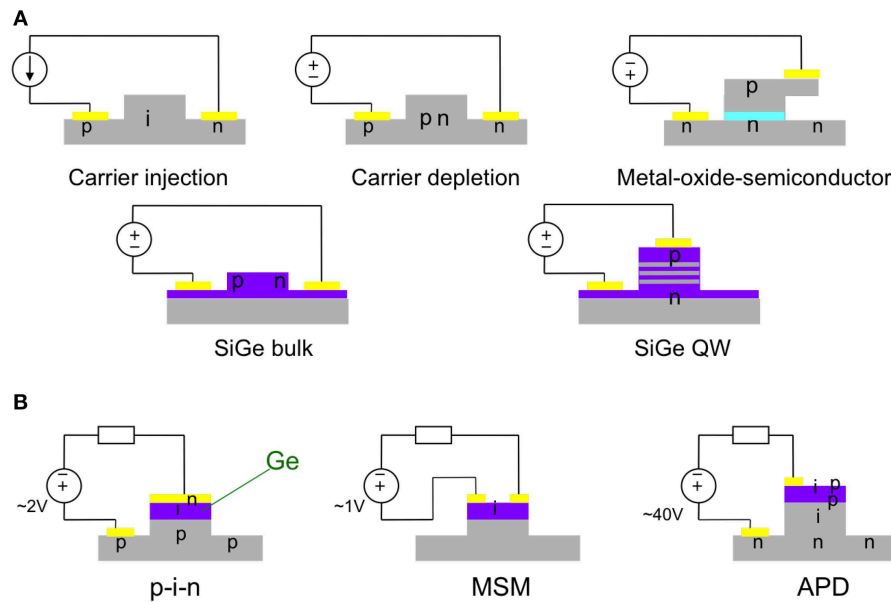 A
p i n
Carrier injection
+
−
p p n n
Carrier depletion
−
+
p
n n n
Metal-oxide-semiconductor
+
−
p n
SiGe bulk
+
−
p
n
SiGe QW
B
−
+
~2V
Ge
n
i
p p p
p-i-n
−
+
~1V
i
MSM
−
+
~40V
i p
p
i
n n n
APD